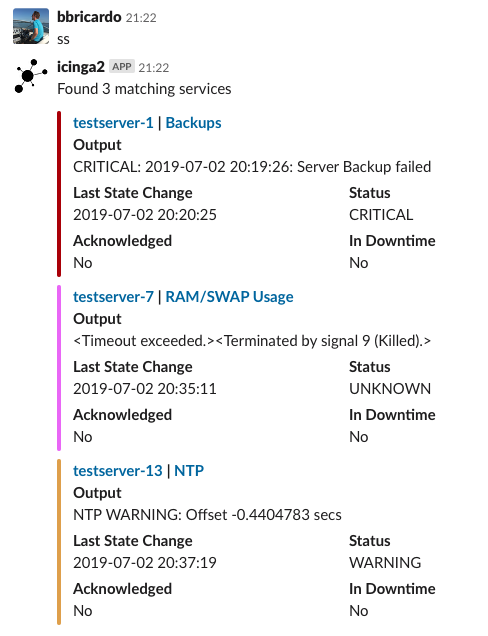 bbricardo 21:22
ss
icinga2 APP 21:22
Found 3 matching services
testserver-1 | Backups
Output
CRITICAL: 2019-07-02 20:19:26: Server Backup failed
Last State Change Status
2019-07-02 20:20:25 CRITICAL
Acknowledged In Downtime
No No
testserver-7 | RAM/SWAP Usage
Output
<Timeout exceeded.><Terminated by signal 9 (Killed).>
Last State Change Status
2019-07-02 20:35:11 UNKNOWN
Acknowledged In Downtime
No No
testserver-13 | NTP
Output
NTP WARNING: Offset -0.4404783 secs
Last State Change Status
2019-07-02 20:37:19 WARNING
Acknowledged In Downtime
No No